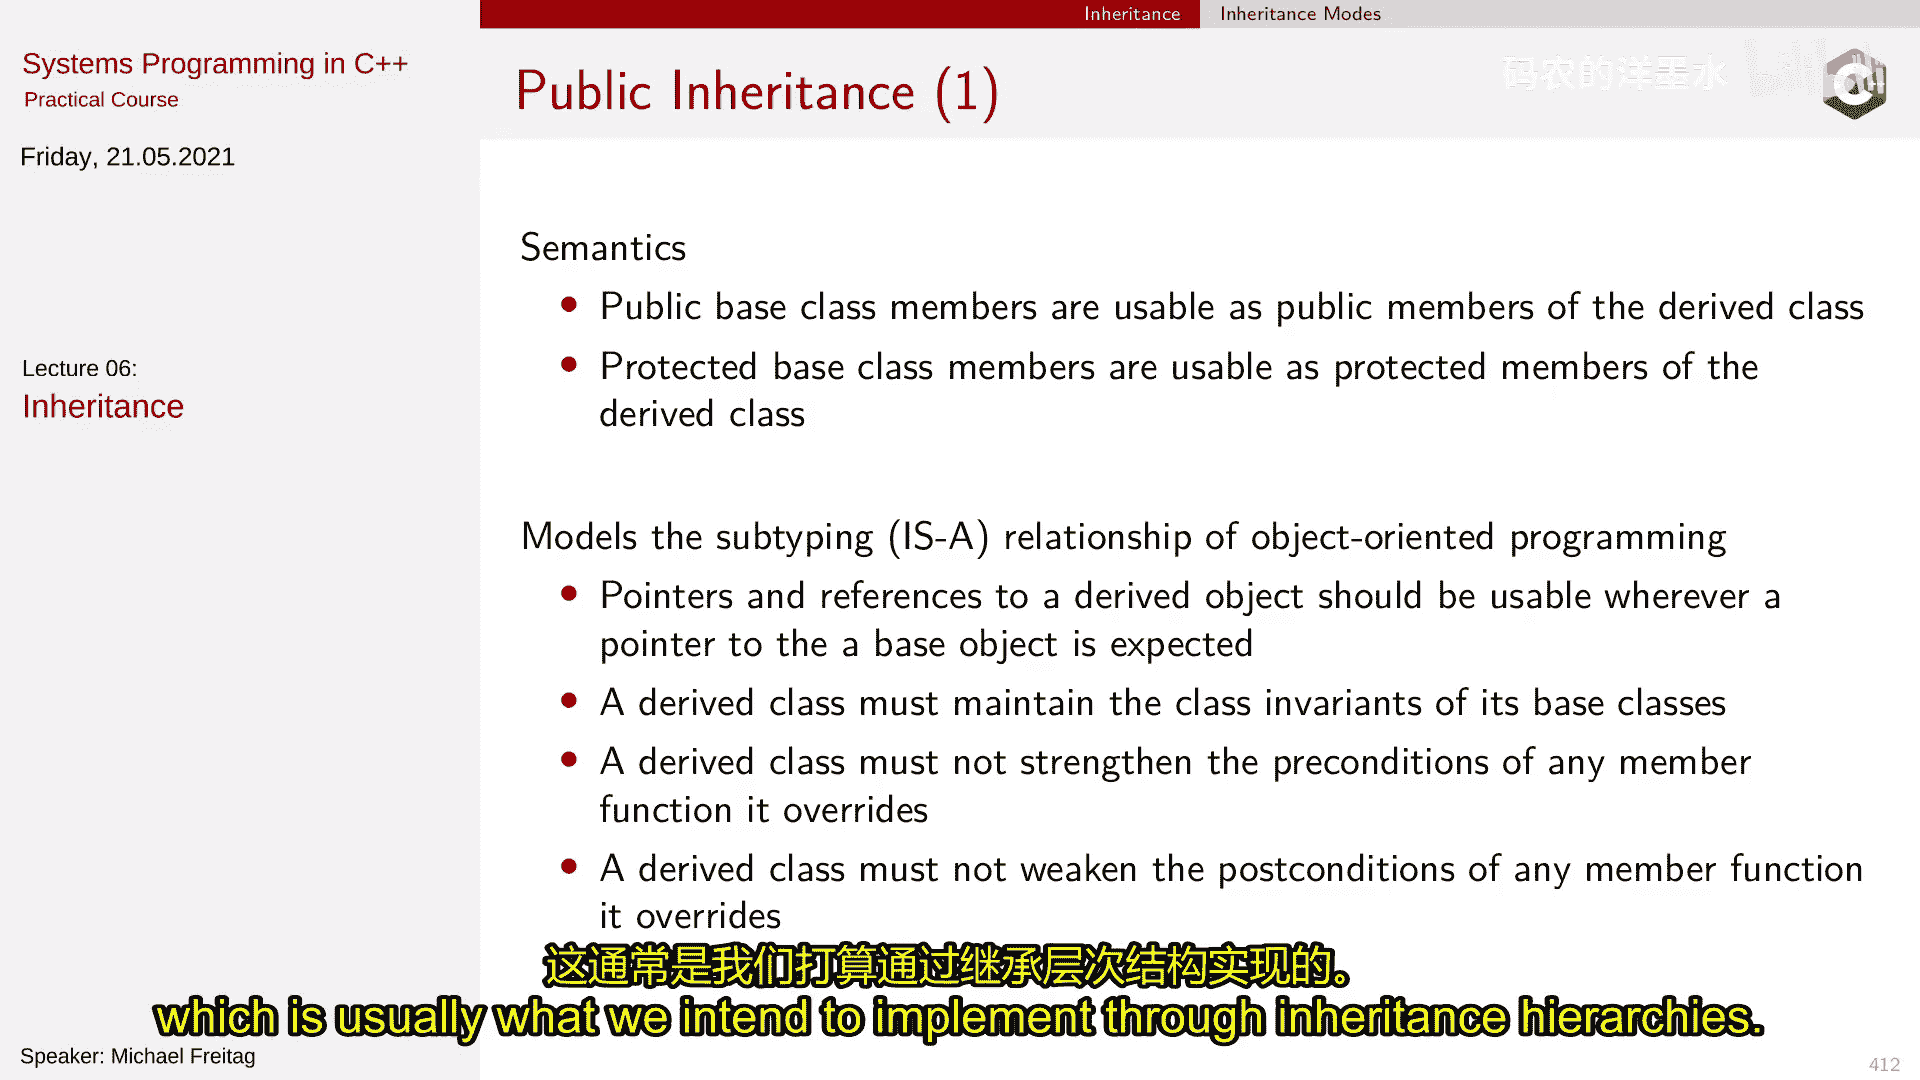 Inheritance Inheritance Modes
Systems Programming in C++
Practical Course
Friday, 21.05.2021
Lecture 06:
Inheritance
Public Inheritance (1)
码农的洋墨水
Semantics
Public base class members are usable as public members of the derived class
Protected base class members are usable as protected members of the
derived class
Models the subtyping (IS-A) relationship of object-oriented programming
Pointers and references to a derived object should be usable wherever a
pointer to the a base object is expected
A derived class must maintain the class invariants of its base classes
A derived class must not strengthen the preconditions of any member
function it overrides
A derived class must not weaken the postconditions of any member function
it overrides
这通常是我们打算通过继承层次结构实现的。
which is usually what we intend to implement through inheritance hierarchies.
Speaker: Michael Freitag
412